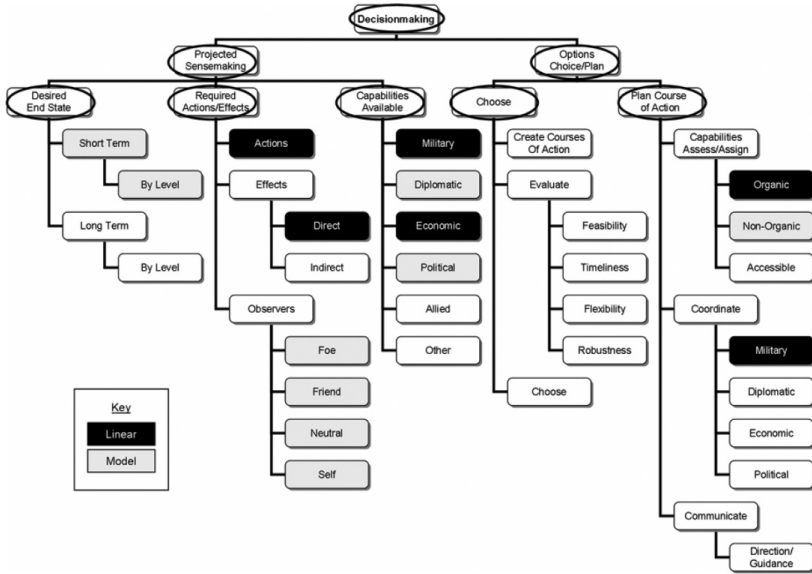 Decisionmaking
Projected
Sensemaking
Options
Choice/Plan
Desired
End State
Required
Actions/Effects
Capabilities
Available
Choose
Plan Course
of Action
Short Term
By Level
Long Term
By Level
Actions
Effects
Direct
Indirect
Observers
Foe
Friend
Neutral
Self
Military
Diplomatic
Economic
Political
Allied
Other
Create Courses
Of Action
Evaluate
Feasibility
Timeliness
Flexibility
Robustness
Choose
Capabilities
Assess/Assign
Organic
Non-Organic
Accessible
Coordinate
Military
Diplomatic
Economic
Political
Communicate
Direction/
Guidance
Key
Linear
Model